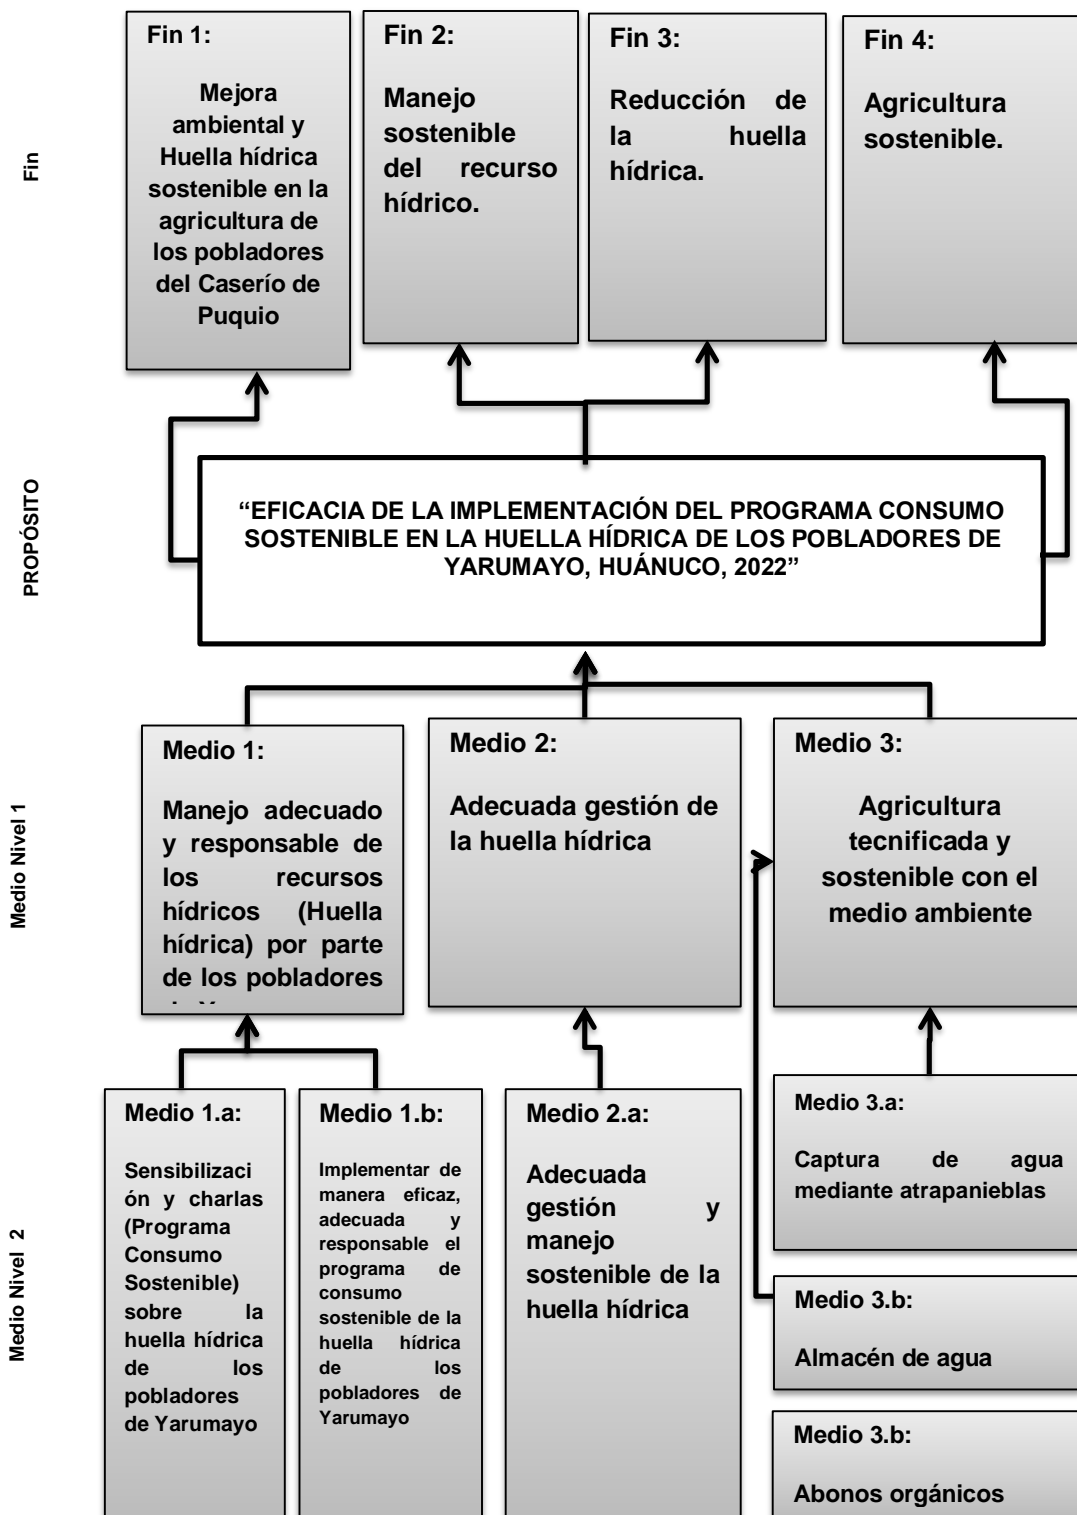 Fin
Fin 1:
Mejora
ambiental y
Huella hídrica
sostenible en la
agricultura de
los pobladores
del Caserío de
Puquio
Fin 2:
Manejo
sostenible
del recurso
hídrico.
Fin 3:
Reducción de
la huella
hídrica.
Fin 4:
Agricultura
sostenible.
PROPÓSITO
“EFICACIA DE LA IMPLEMENTACIÓN DEL PROGRAMA CONSUMO
SOSTENIBLE EN LA HUELLA HÍDRICA DE LOS POBLADORES DE
YARUMAYO, HUÁNUCO, 2022”
Medio Nivel 1
Medio 1:
Manejo adecuado
y responsable de
los recursos
hídricos (Huella
hídrica) por parte
de los pobladores
Medio 2:
Adecuada gestión de
la huella hídrica
Medio 3:
Agricultura
tecnificada y
sostenible con el
medio ambiente
Medio Nivel 2
Medio 1.a:
Sensibilizaci
ón y charlas
(Programa
Consumo
Sostenible)
sobre la
huella hídrica
de los
pobladores
de Yarumayo
Medio 1.b:
Implementar de
manera eficaz,
adecuada y
responsable el
programa de
consumo
sostenible de la
huella hídrica
de los
pobladores de
Yarumayo
Medio 2.a:
Adecuada
gestión y
manejo
sostenible de la
huella hídrica
Medio 3.a:
Captura de agua
mediante atrapanieblas
Medio 3.b:
Almacén de agua
Medio 3.b:
Abonos orgánicos